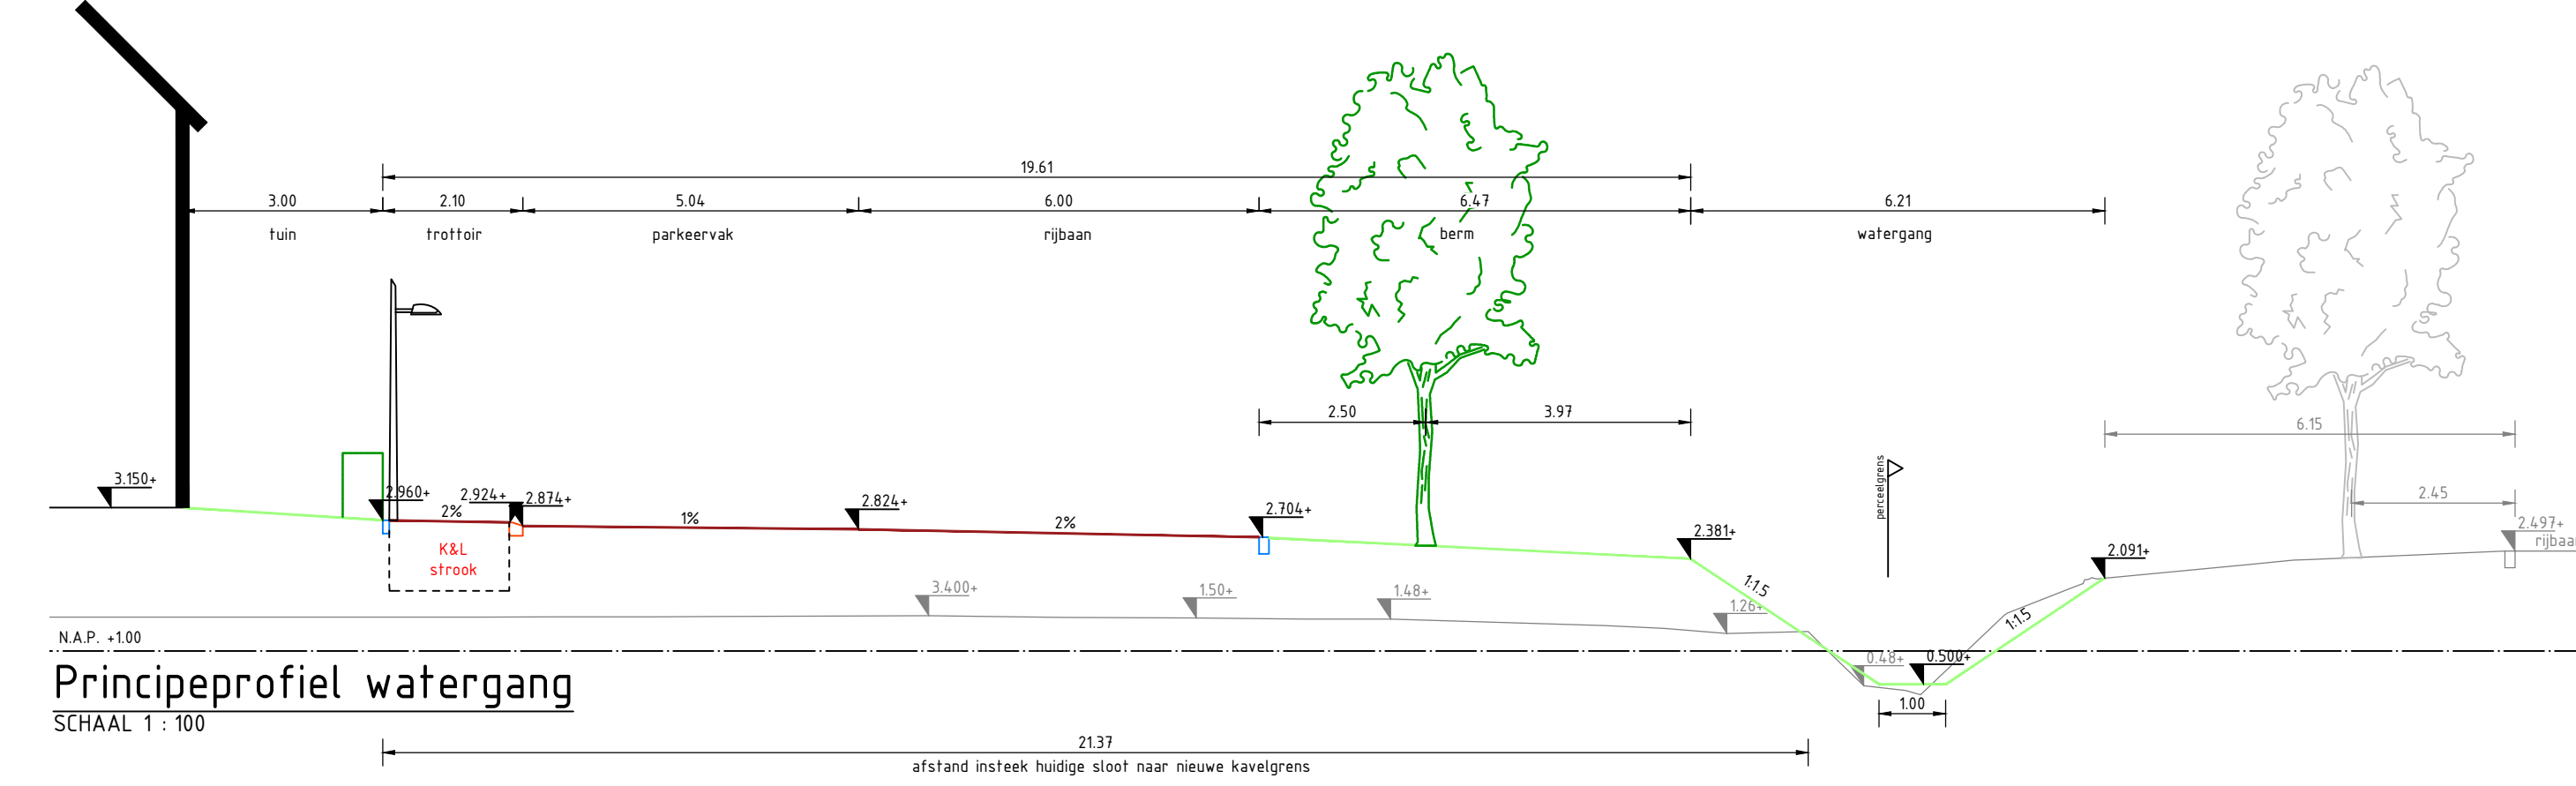 19.61
3.00
2.10
5.04
6.00
6.47
6.21
tuin
trottoir
parkeervak
rijbaan
berm
watergang
2.50
3.97
6.15
perceelgrens
2.45
3.150+
2.960+
2.924+
2.874+
2.824+
2.704+
2.381+
2.091+
2.497+
rijbaa
2%
1%
2%
K&L
strook
1:1.5
1:1.5
3.400+
1.50+
1.48+
1.26+
0.48+
0.500+
N.A.P. +1.00
Principeprofiel watergang
SCHAAL 1 : 100
1.00
21.37
afstand insteek huidige sloot naar nieuwe kavelgrens